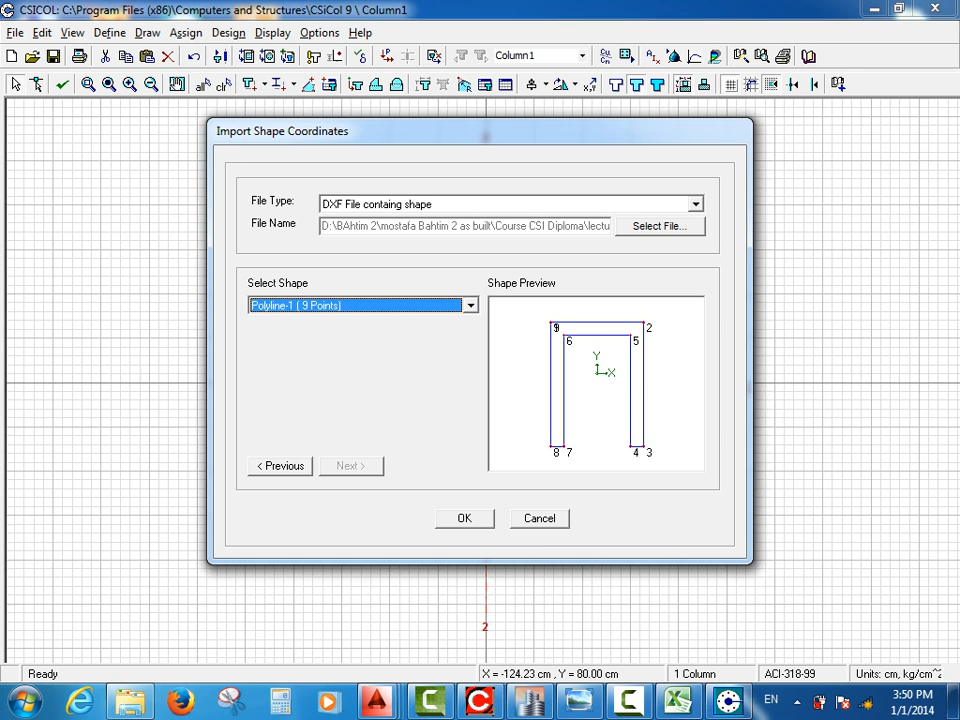 CSICOL: C:\Program Files (x86)\Computers and Structures\CSiCol 9 \ Column1
File Edit View Define Draw Assign Design Display Options Help
Column1
Import Shape Coordinates
File Type: DXF File containg shape
File Name D:\BAhtim 2\mostafa Bahtim 2 as built\Course CSI Diploma\lectu Select File...
Select Shape Shape Preview
Polyline-1 ( 9 Points)
9 2
6 5
Y
X
8 7 4 3
< Previous Next >
OK Cancel
2
Ready X = -124.23 cm , Y = 80.00 cm 1 Column ACI-318-99 Units: cm, kg/cm^2
EN 3:50 PM
1/1/2014